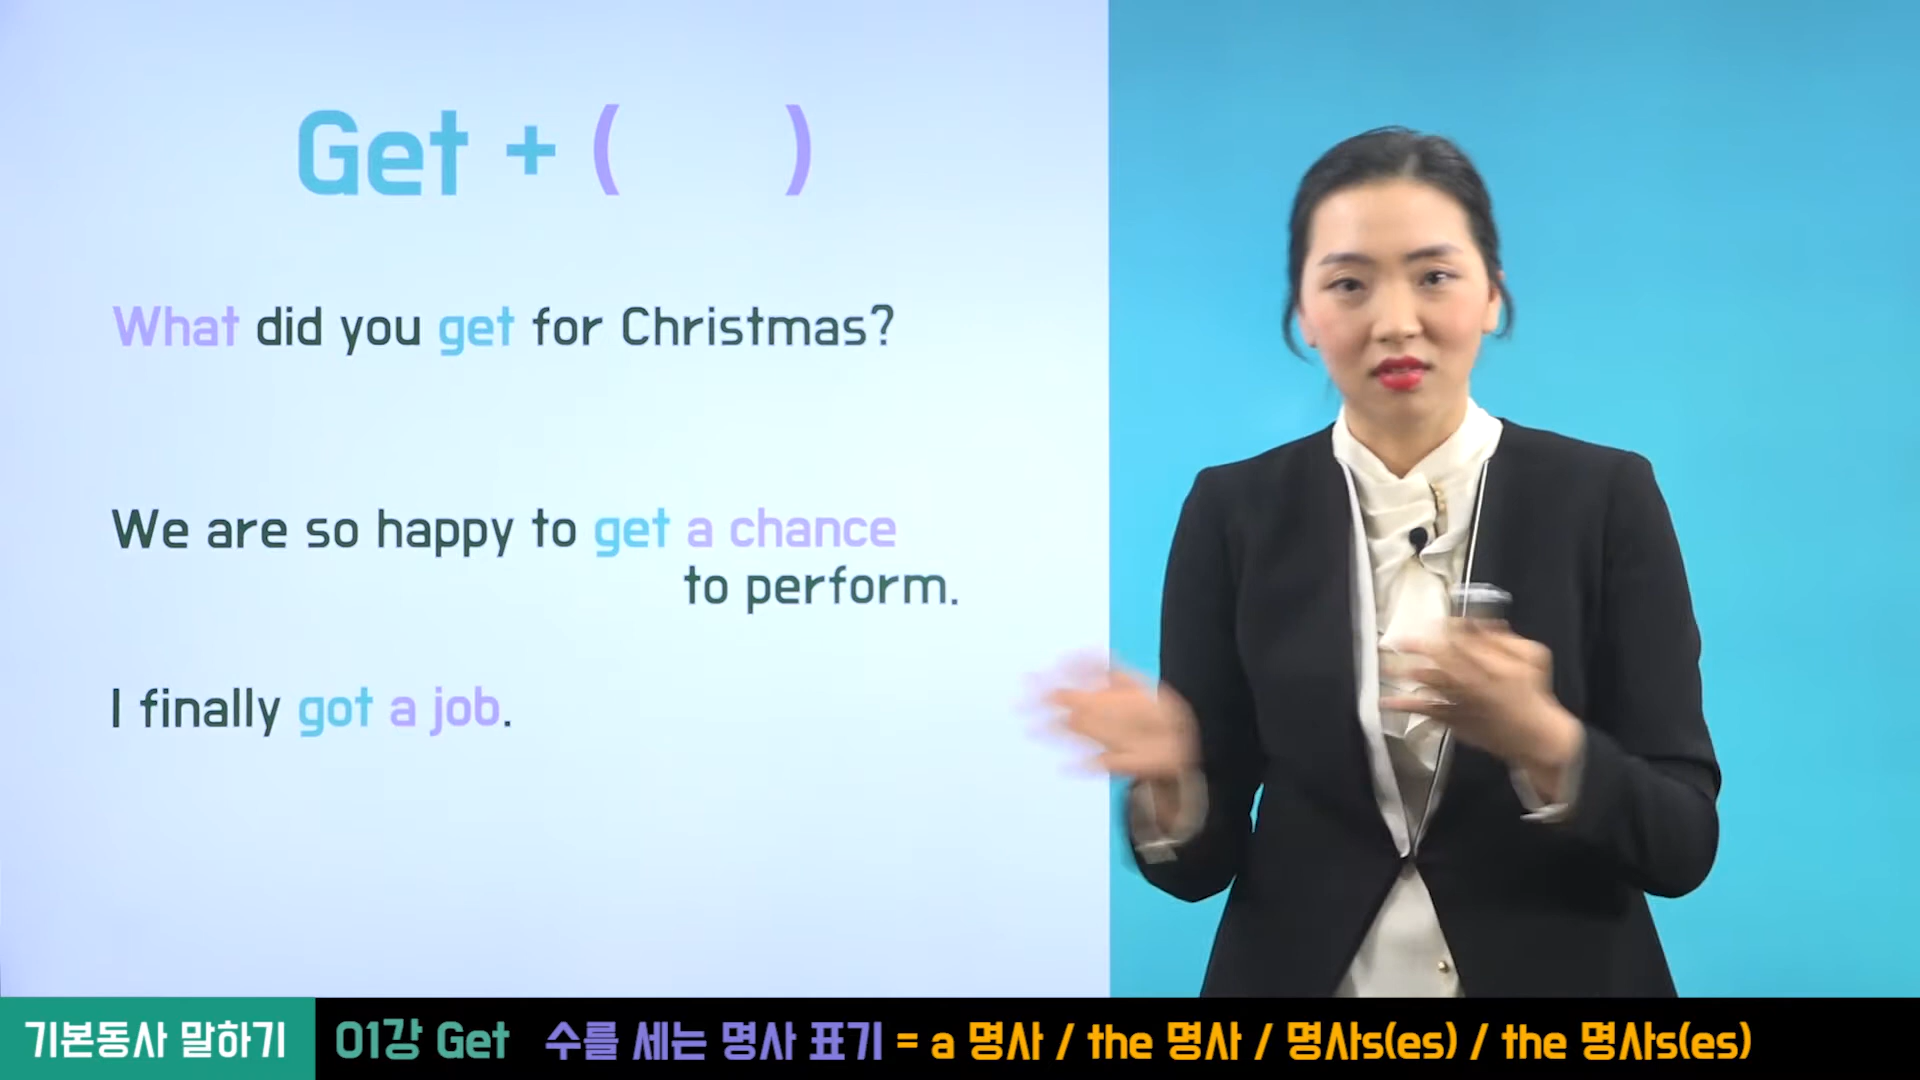 Get + ( )
What did you get for Christmas?
We are so happy to get a chance
to perform.
I finally got a job.
기본동사 말하기 01강 Get 수를 세는 명사 표기 = a 명사 / the 명사 / 명사s(es) / the 명사s(es)